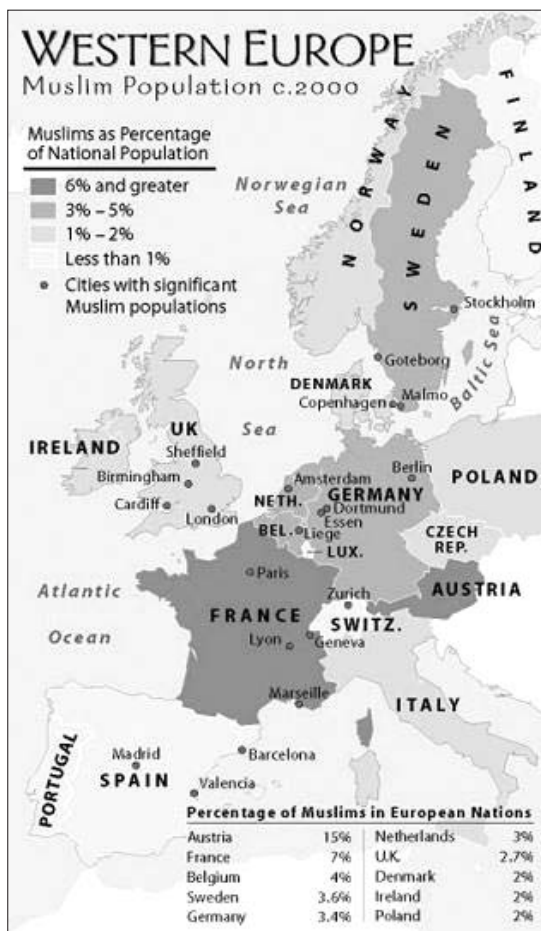 WESTERN EUROPE
Muslim Population c.2000
Muslims as Percentage
of National Population
6% and greater
3% – 5%
1% – 2%
Less than 1%
Cities with significant
Muslim populations
Norwegian
Sea
NORWAY
SWEDEN
FINLAND
Stockholm
Goteborg
Baltic Sea
North
Sea
DENMARK
Copenhagen
Malmo
IRELAND
UK
Sheffield
Birmingham
Cardiff
London
Amsterdam
NETH.
GERMANY
Berlin
POLAND
Dortmund
Essen
BEL.
Liege
LUX.
CZECH
REP.
Atlantic
Ocean
Paris
FRANCE
Zurich
AUSTRIA
SWITZ.
Lyon
Geneva
Marseille
ITALY
PORTUGAL
Madrid
SPAIN
Barcelona
Valencia
Percentage of Muslims in European Nations
Austria 15% Netherlands 3%
France 7% U.K. 2.7%
Belgium 4% Denmark 2%
Sweden 3.6% Ireland 2%
Germany 3.4% Poland 2%